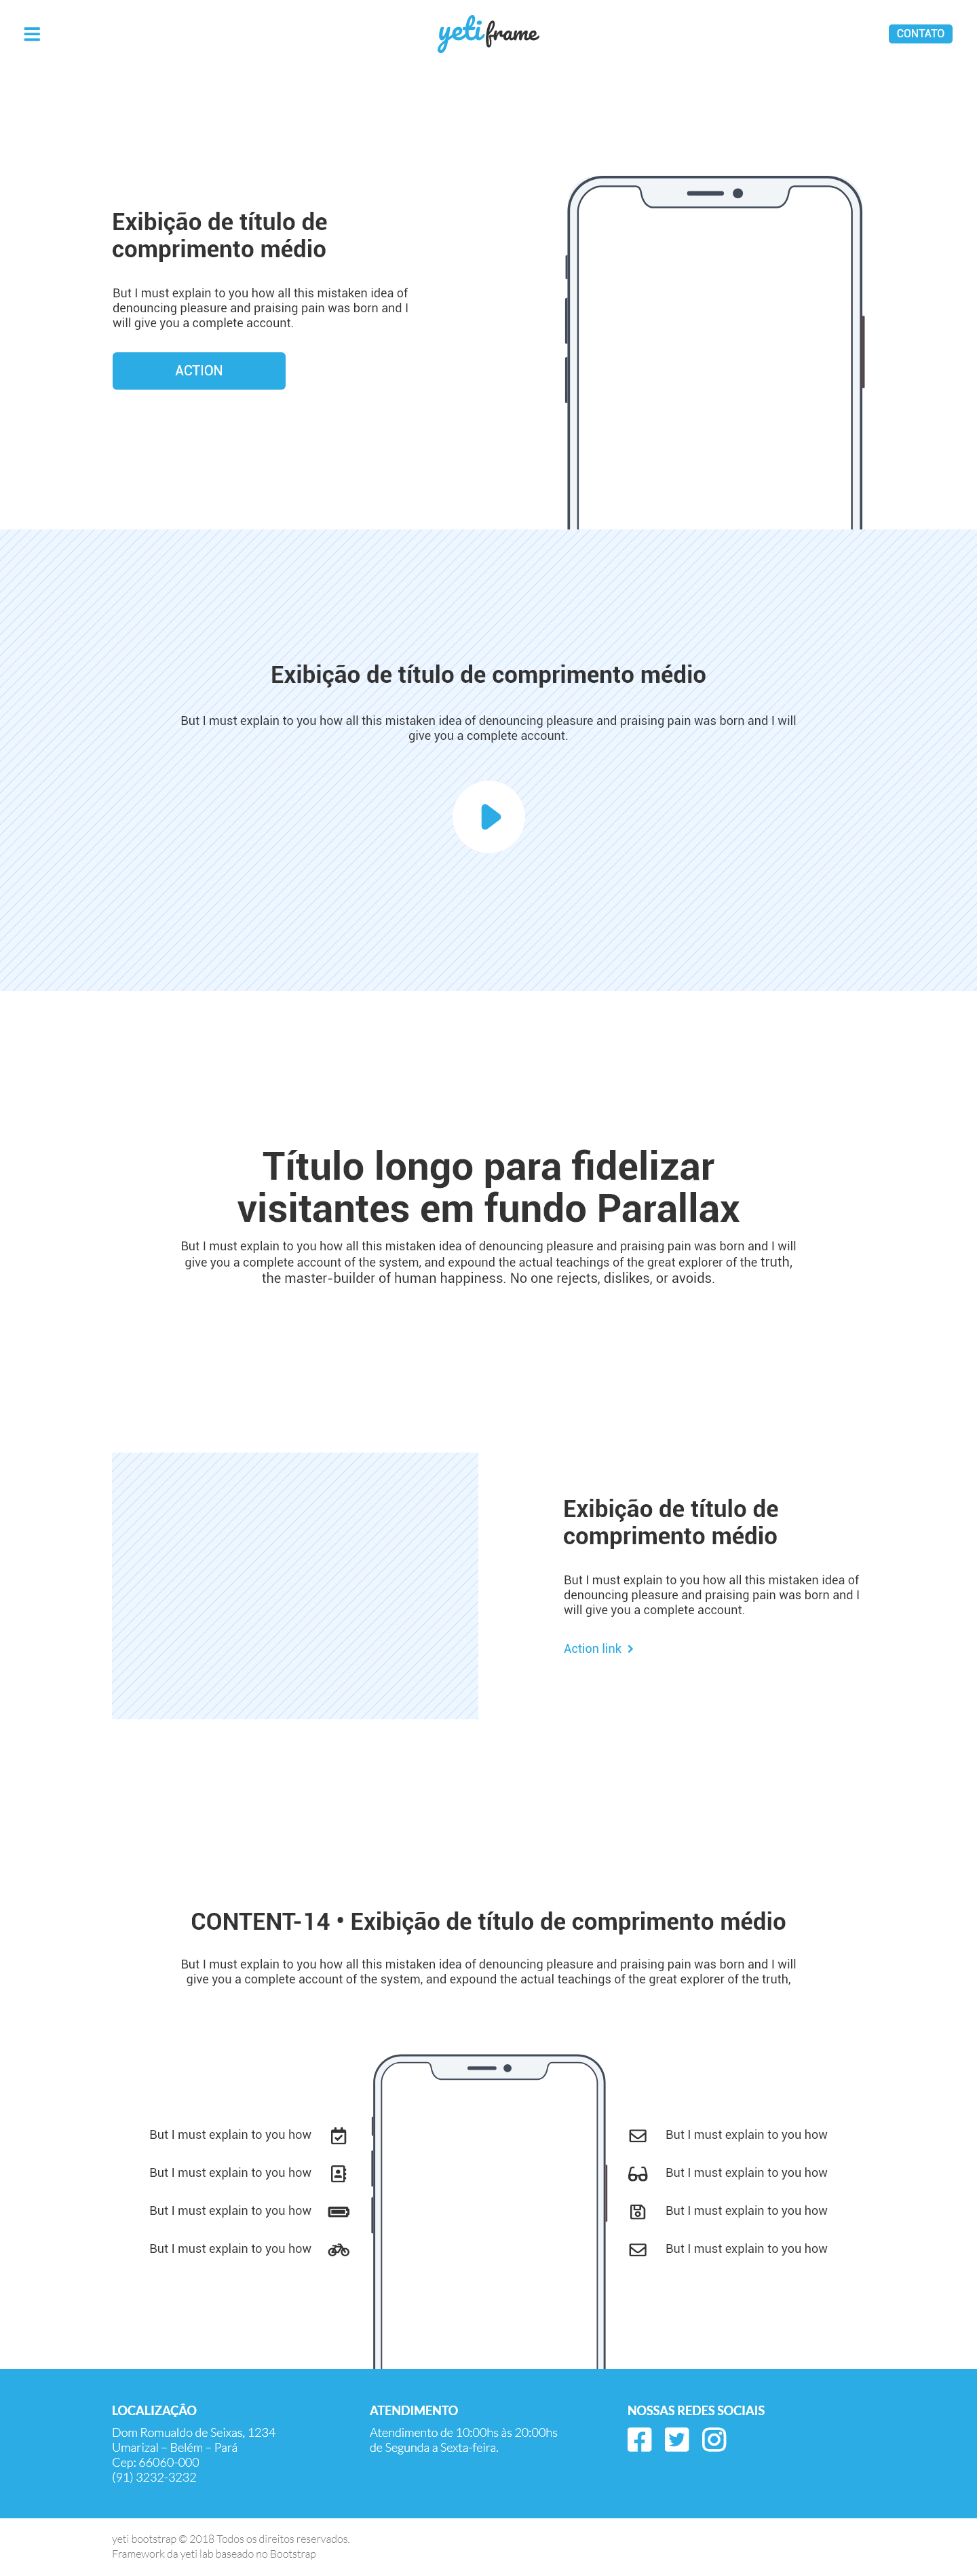 yeti frame
CONTATO
Exibição de título de
comprimento médio
But I must explain to you how all this mistaken idea of
denouncing pleasure and praising pain was born and I
will give you a complete account.
ACTION
Exibição de título de comprimento médio
But I must explain to you how all this mistaken idea of denouncing pleasure and praising pain was born and I will
give you a complete account.
Título longo para fidelizar
visitantes em fundo Parallax
But I must explain to you how all this mistaken idea of denouncing pleasure and praising pain was born and I will
give you a complete account of the system, and expound the actual teachings of the great explorer of the truth,
the master-builder of human happiness. No one rejects, dislikes, or avoids.
Exibição de título de
comprimento médio
But I must explain to you how all this mistaken idea of
denouncing pleasure and praising pain was born and I
will give you a complete account.
Action link
CONTENT-14 • Exibição de título de comprimento médio
But I must explain to you how all this mistaken idea of denouncing pleasure and praising pain was born and I will
give you a complete account of the system, and expound the actual teachings of the great explorer of the truth,
But I must explain to you how
But I must explain to you how
But I must explain to you how
But I must explain to you how
But I must explain to you how
But I must explain to you how
But I must explain to you how
But I must explain to you how
LOCALIZAÇÃO
Dom Romualdo de Seixas, 1234
Umarizal – Belém – Pará
Cep: 66060-000
(91) 3232-3232
ATENDIMENTO
Atendimento de 10:00hs às 20:00hs
de Segunda a Sexta-feira.
NOSSAS REDES SOCIAIS
yeti bootstrap © 2018 Todos os direitos reservados.
Framework da yeti lab baseado no Bootstrap